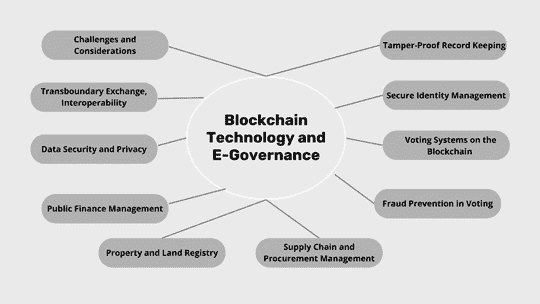 Challenges and
Considerations
Tamper-Proof Record Keeping
Transboundary Exchange,
Interoperability
Secure Identity Management
Blockchain
Technology and
E-Governance
Data Security and Privacy
Voting Systems on the
Blockchain
Public Finance Management
Fraud Prevention in Voting
Property and Land Registry
Supply Chain and
Procurement Management